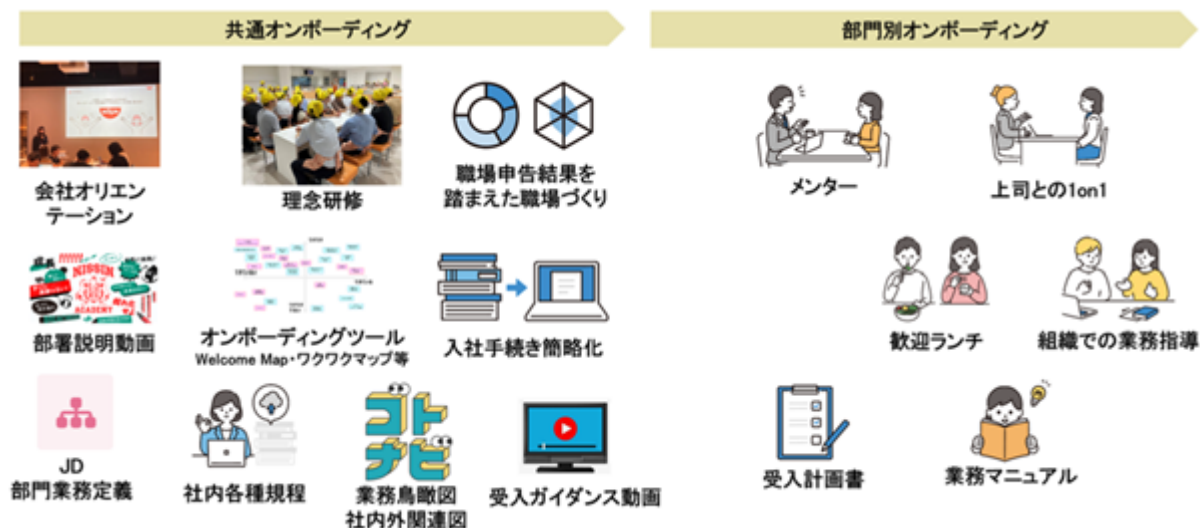 共通オンボーディング
部門別オンボーディング
会社オリエン
テーション
理念研修
職場申告結果を
踏まえた職場づくり
メンター
上司との1on1
NISSIN
ACADEMY
部署説明動画
オンボーディングツール
Welcome Map・ワクワクマップ等
入社手続き簡略化
歓迎ランチ
組織での業務指導
JD
部門業務定義
社内各種規程
コト
ナビ
業務鳥瞰図
社内外関連図
受入ガイダンス動画
受入計画書
業務マニュアル